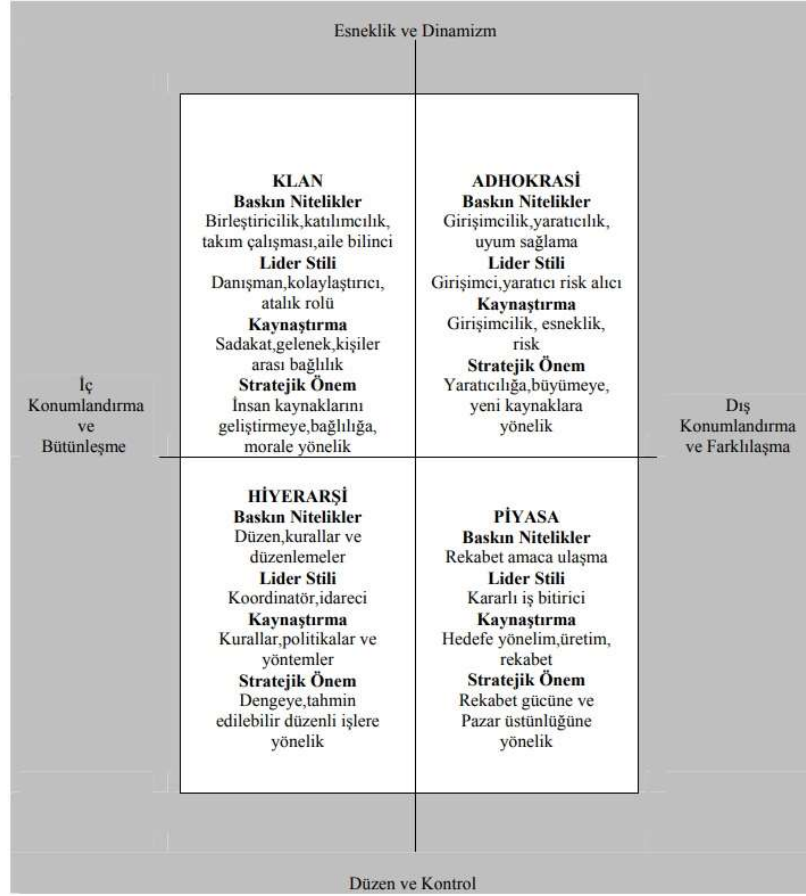 Esneklik ve Dinamizm
KLAN
Baskın Nitelikler
Birleştiricilik,katılımcılık,
takım çalışması,aile bilinci
Lider Stili
Danışman,kolaylaştırıcı,
atalık rolü
Kaynaştırma
Sadakat,gelenek,kişiler
arası bağlılık
Stratejik Önem
İnsan kaynaklarını
geliştirmeye,bağlılığa,
morale yönelik
ADHOKRASİ
Baskın Nitelikler
Girişimcilik,yaratıcılık,
uyum sağlama
Lider Stili
Girişimci,yaratıcı risk alıcı
Kaynaştırma
Girişimcilik, esneklik,
risk
Stratejik Önem
Yaratıcılığa,büyümeye,
yeni kaynaklara
yönelik
İç
Konumlandırma
ve
Bütünleşme
Dış
Konumlandırma
ve Farklılaşma
HİYERARŞİ
Baskın Nitelikler
Düzen,kurallar ve
düzenlemeler
Lider Stili
Koordinatör,idareci
Kaynaştırma
Kurallar,politikalar ve
yöntemler
Stratejik Önem
Dengeye,tahmin
edilebilir düzenli işlere
yönelik
PİYASA
Baskın Nitelikler
Rekabet amaca ulaşma
Lider Stili
Kararlı iş bitirici
Kaynaştırma
Hedefe yönelim,üretim,
rekabet
Stratejik Önem
Rekabet gücüne ve
Pazar üstünlüğüne
yönelik
Düzen ve Kontrol